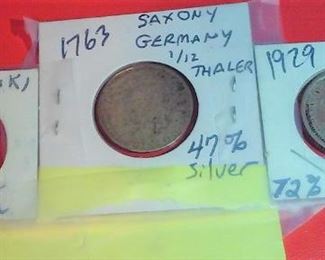 1763
SAXONY
GERMANY
1/12
THALER
47%
Silver
1929
72%
K)